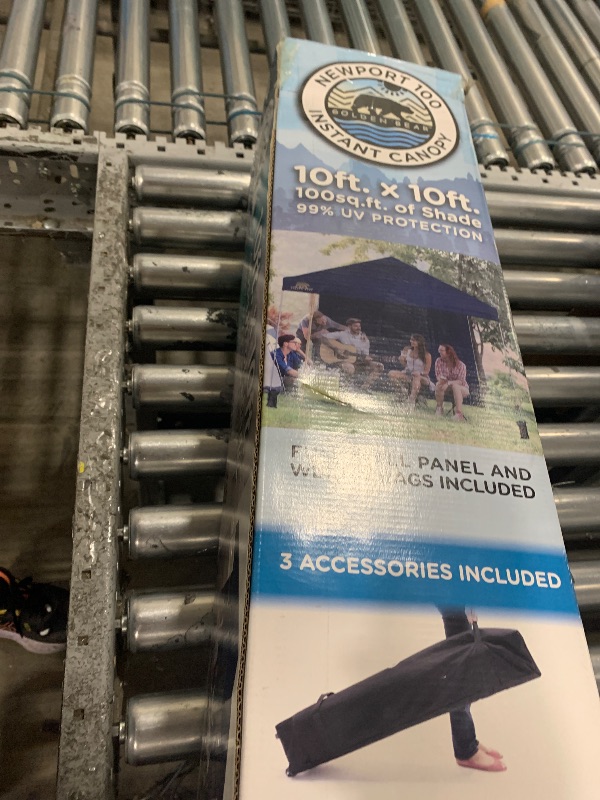 NEWPORT 100
GOLDEN BEAR
INSTANT CANOPY
10ft. x 10ft.
100sq.ft. of Shade
99% UV PROTECTION
PANEL AND
INCLUDED
3 ACCESSORIES INCLUDED